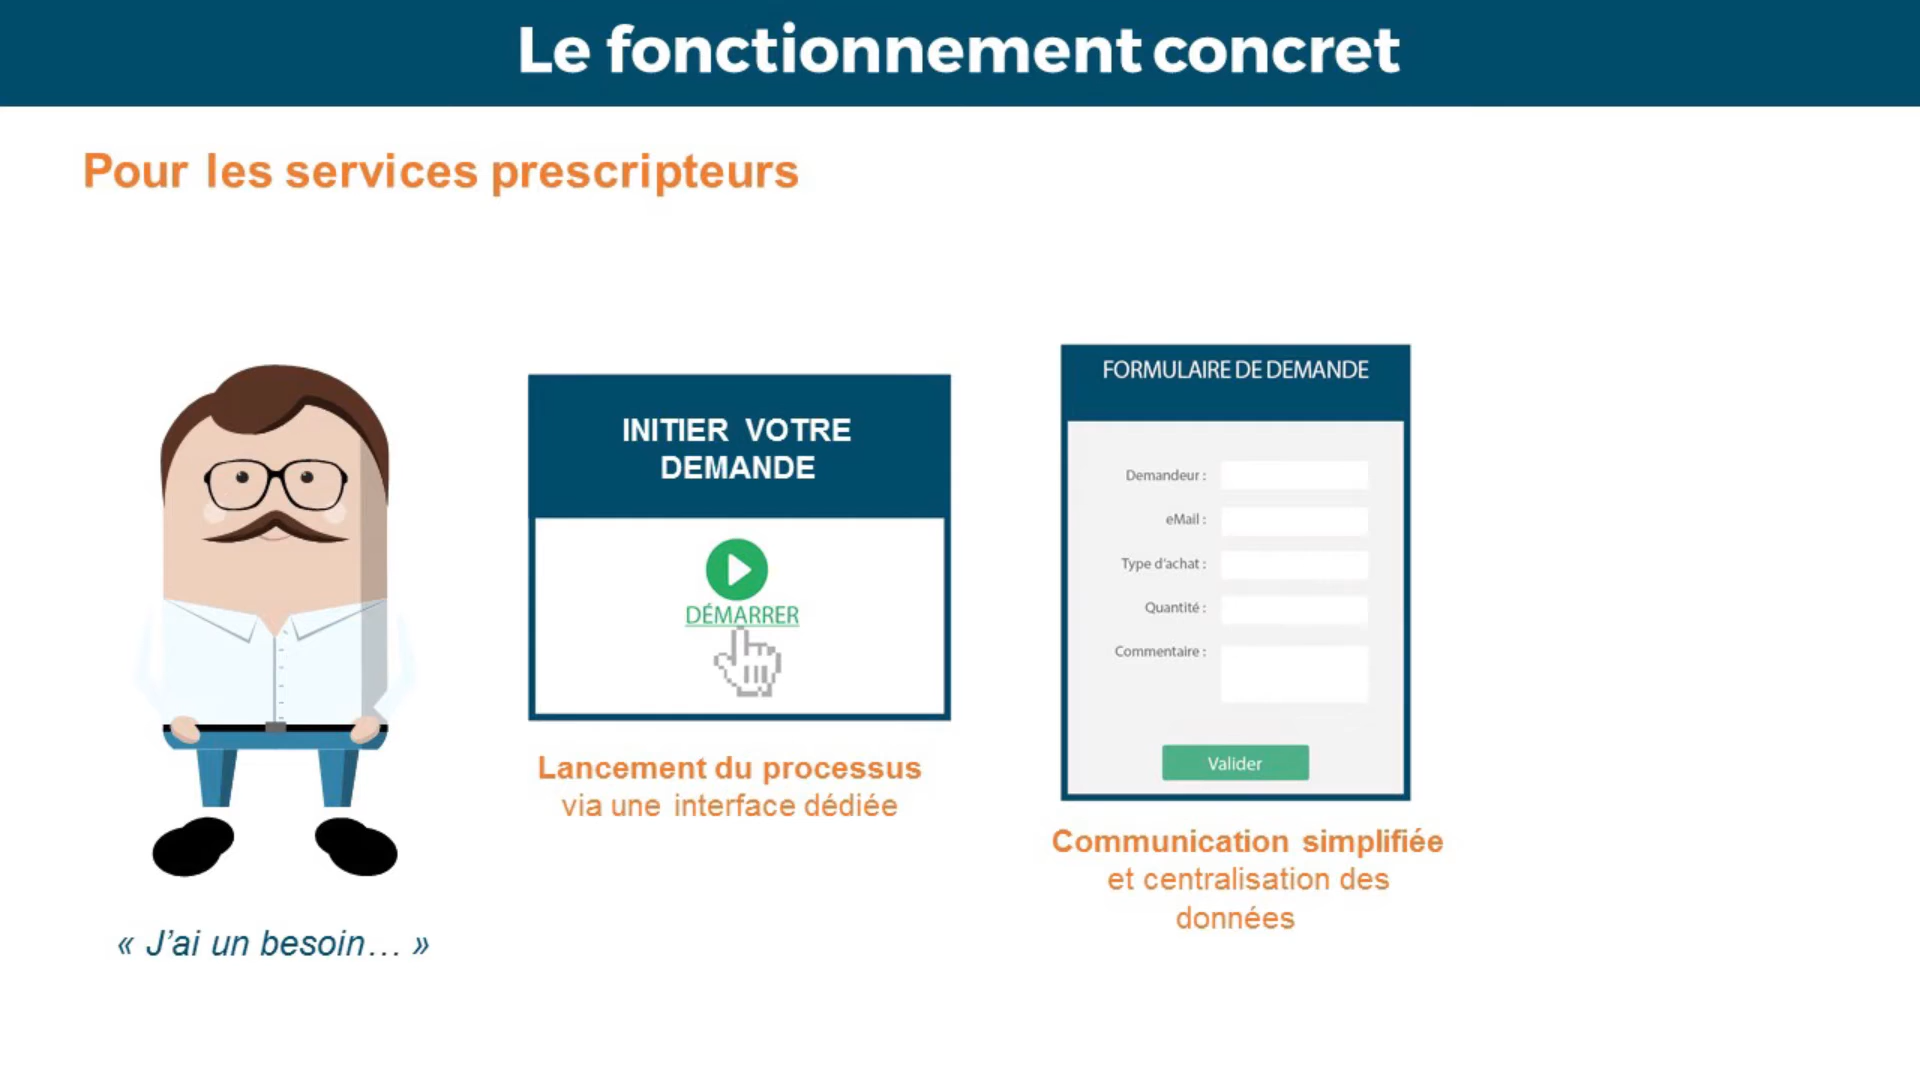 Le fonctionnement concret
Pour les services prescripteurs
« J'ai un besoin... »
INITIER VOTRE
DEMANDE
DÉMARRER
Lancement du processus
via une interface dédiée
FORMULAIRE DE DEMANDE
Demandeur :
eMail :
Type d'achat :
Quantité :
Commentaire :
Valider
Communication simplifiée
et centralisation des
données